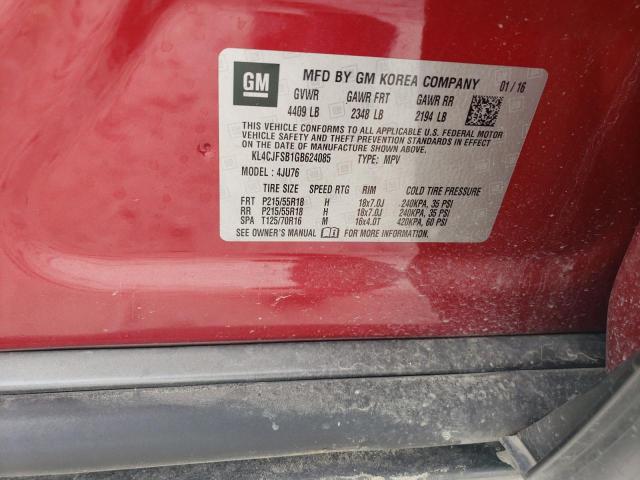 GM
MFD BY GM KOREA COMPANY 01/16
GVWR GAWR FRT GAWR RR
4409 LB 2348 LB 2194 LB
THIS VEHICLE CONFORMS TO ALL APPLICABLE U.S. FEDERAL MOTOR
VEHICLE SAFETY AND THEFT PREVENTION STANDARDS IN EFFECT
ON THE DATE OF MANUFACTURE SHOWN ABOVE.
KL4CJFSB1GB624085 TYPE: MPV
MODEL: 4JU76
TIRE SIZE SPEED RTG RIM COLD TIRE PRESSURE
FRT P215/55R18 H 18x7.0J 240KPA, 35 PSI
RR P215/55R18 H 18x7.0J 240KPA, 35 PSI
SPA T125/70R16 M 16x4.0T 420KPA, 60 PSI
SEE OWNER'S MANUAL FOR MORE INFORMATION